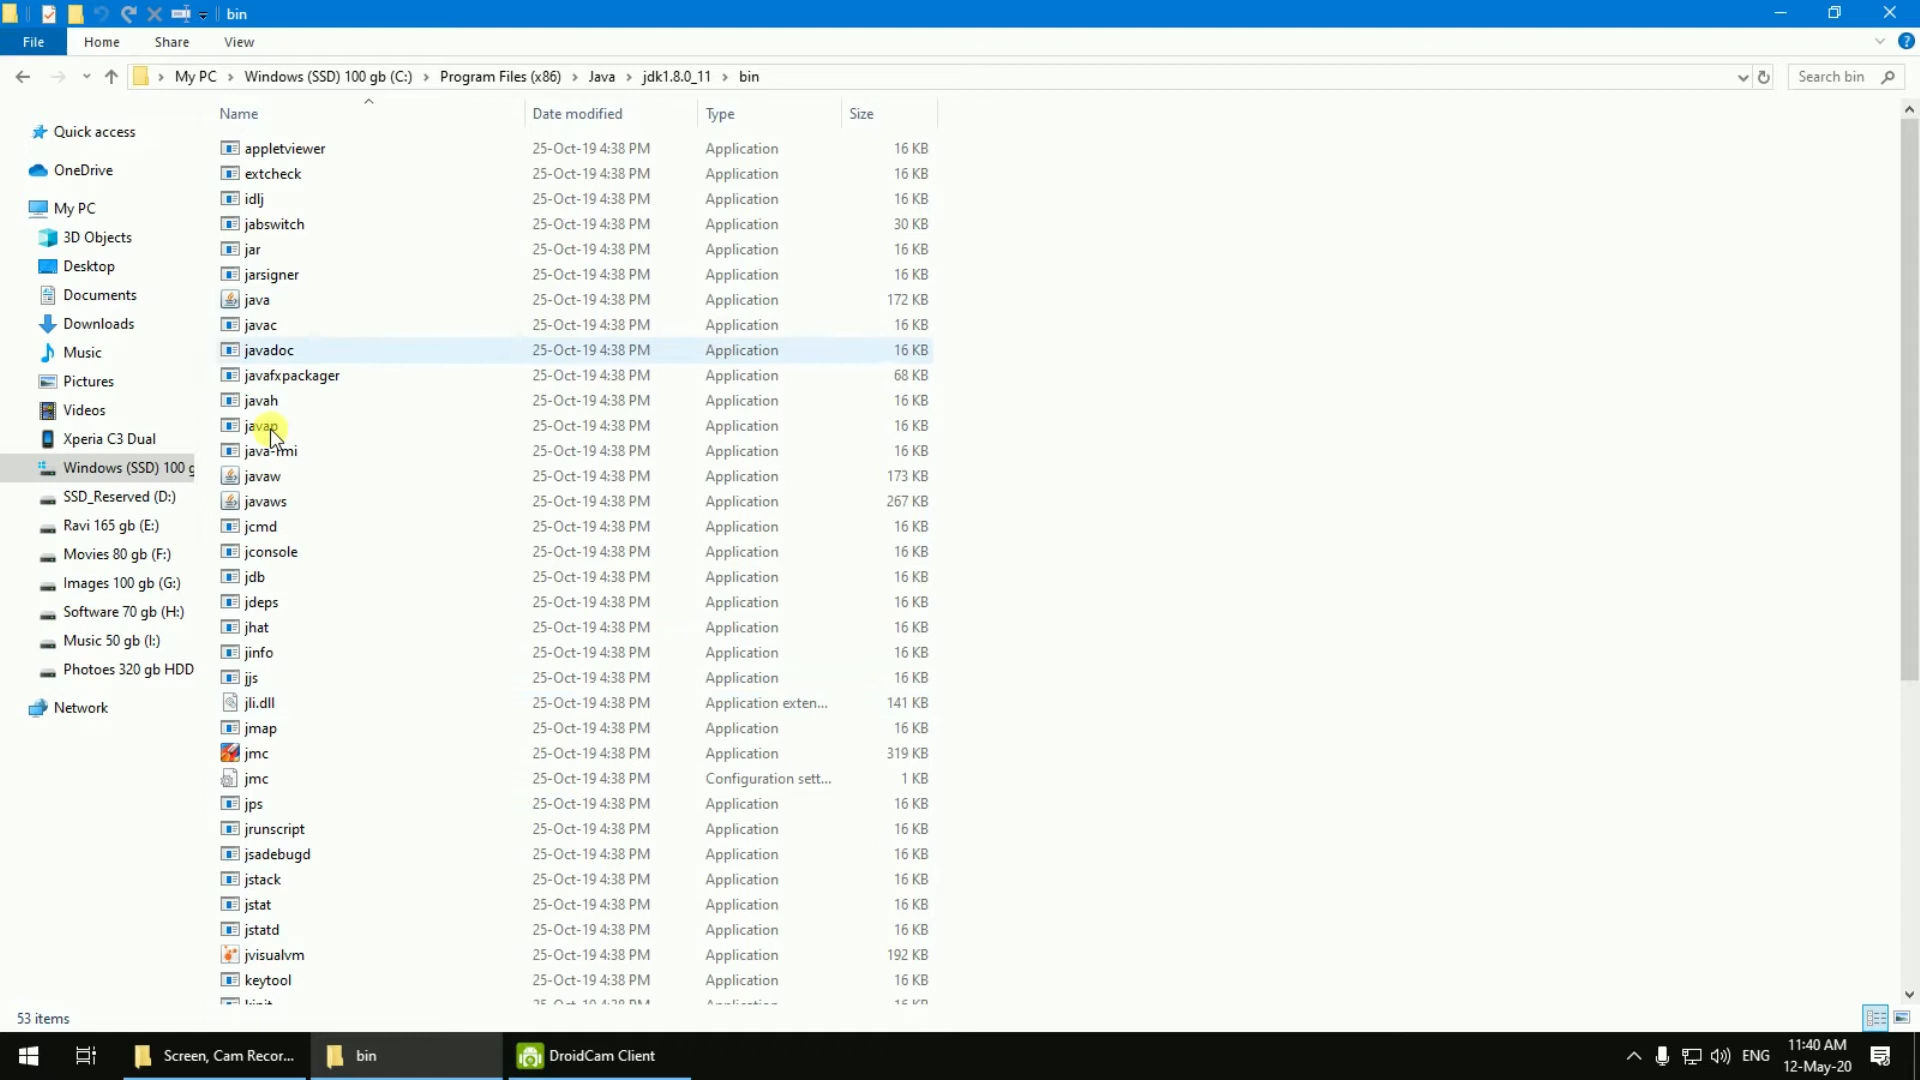 bin
File Home Share View
My PC Windows (SSD) 100 gb (C:) Program Files (x86) Java jdk1.8.0_11 bin Search bin
Name Date modified Type Size
Quick access
OneDrive
My PC
3D Objects
Desktop
Documents
Downloads
Music
Pictures
Videos
Xperia C3 Dual
Windows (SSD) 100 g
SSD_Reserved (D:)
Ravi 165 gb (E:)
Movies 80 gb (F:)
Images 100 gb (G:)
Software 70 gb (H:)
Music 50 gb (I:)
Photoes 320 gb HDD
Network
appletviewer 25-Oct-19 4:38 PM Application 16 KB
extcheck 25-Oct-19 4:38 PM Application 16 KB
idlj 25-Oct-19 4:38 PM Application 16 KB
jabswitch 25-Oct-19 4:38 PM Application 30 KB
jar 25-Oct-19 4:38 PM Application 16 KB
jarsigner 25-Oct-19 4:38 PM Application 16 KB
java 25-Oct-19 4:38 PM Application 172 KB
javac 25-Oct-19 4:38 PM Application 16 KB
javadoc 25-Oct-19 4:38 PM Application 16 KB
javafxpackager 25-Oct-19 4:38 PM Application 68 KB
javah 25-Oct-19 4:38 PM Application 16 KB
javap 25-Oct-19 4:38 PM Application 16 KB
java-rmi 25-Oct-19 4:38 PM Application 16 KB
javaw 25-Oct-19 4:38 PM Application 173 KB
javaws 25-Oct-19 4:38 PM Application 267 KB
jcmd 25-Oct-19 4:38 PM Application 16 KB
jconsole 25-Oct-19 4:38 PM Application 16 KB
jdb 25-Oct-19 4:38 PM Application 16 KB
jdeps 25-Oct-19 4:38 PM Application 16 KB
jhat 25-Oct-19 4:38 PM Application 16 KB
jinfo 25-Oct-19 4:38 PM Application 16 KB
jjs 25-Oct-19 4:38 PM Application 16 KB
jli.dll 25-Oct-19 4:38 PM Application exten... 141 KB
jmap 25-Oct-19 4:38 PM Application 16 KB
jmc 25-Oct-19 4:38 PM Application 319 KB
jmc 25-Oct-19 4:38 PM Configuration sett... 1 KB
jps 25-Oct-19 4:38 PM Application 16 KB
jrunscript 25-Oct-19 4:38 PM Application 16 KB
jsadebugd 25-Oct-19 4:38 PM Application 16 KB
jstack 25-Oct-19 4:38 PM Application 16 KB
jstat 25-Oct-19 4:38 PM Application 16 KB
jstatd 25-Oct-19 4:38 PM Application 16 KB
jvisualvm 25-Oct-19 4:38 PM Application 192 KB
keytool 25-Oct-19 4:38 PM Application 16 KB
53 items
Screen, Cam Recor... bin DroidCam Client ENG 11:40 AM
12-May-20